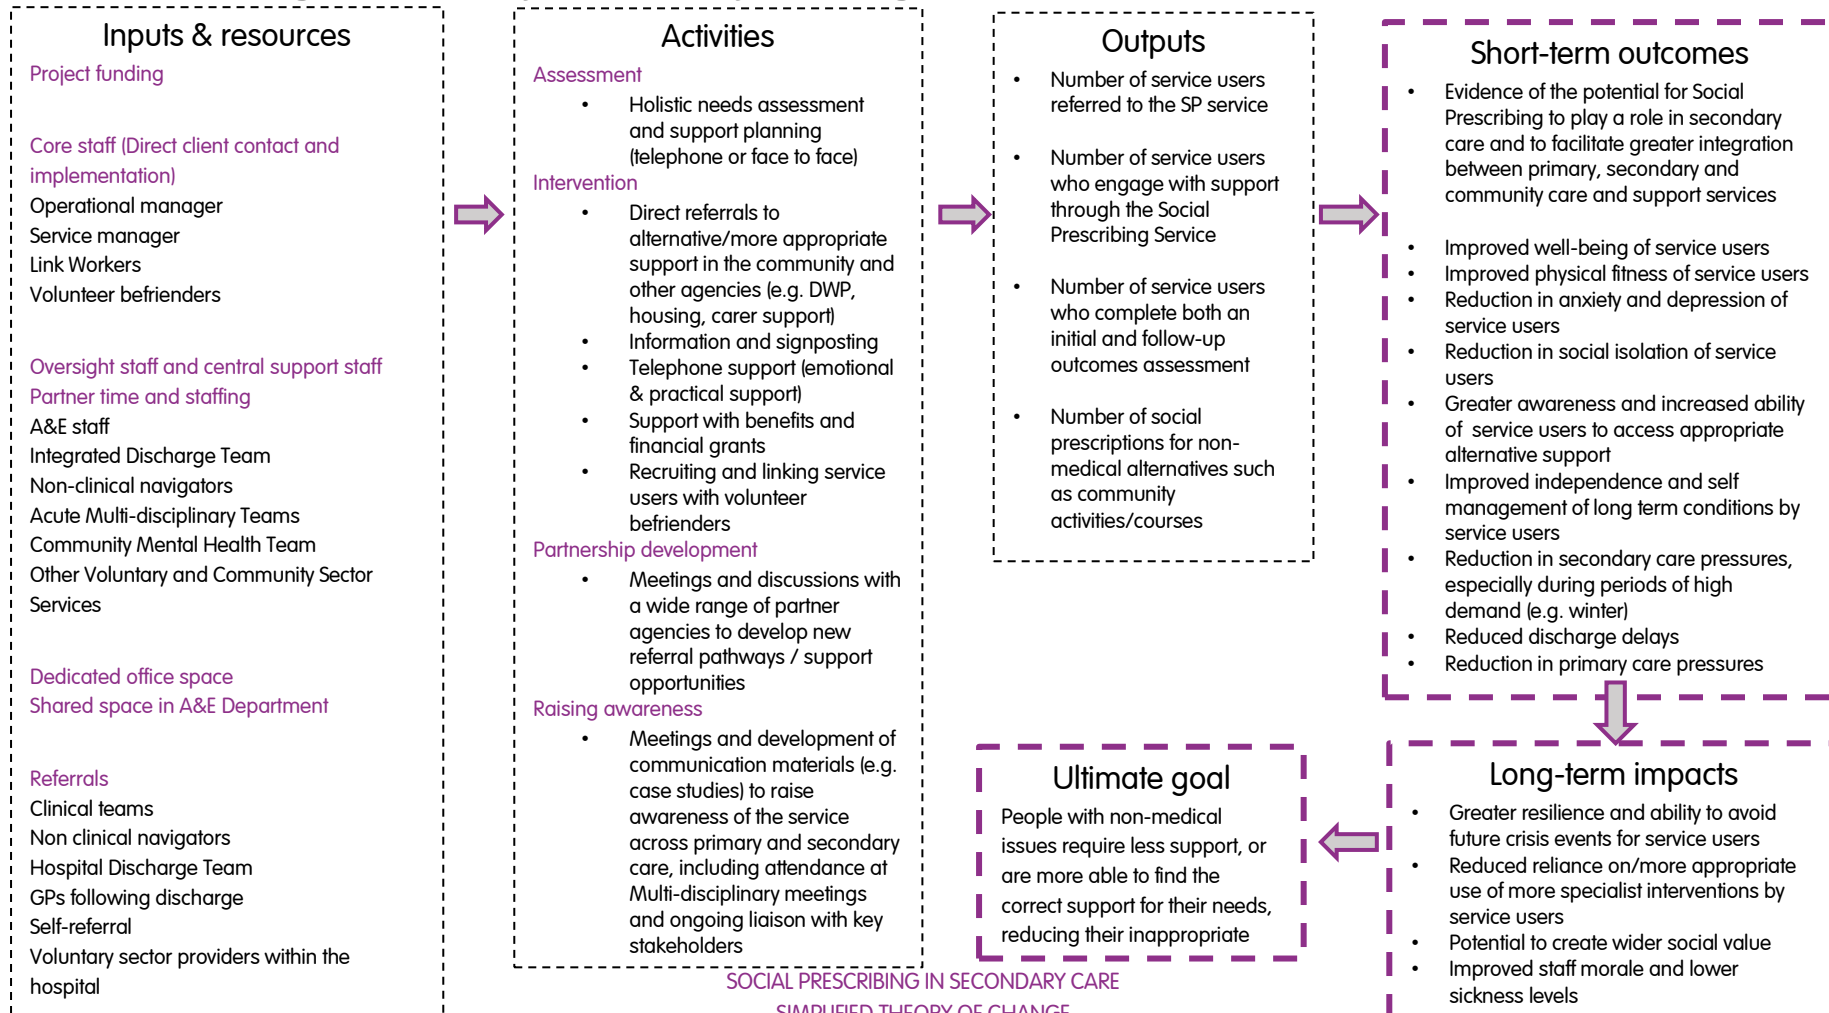 Inputs & resources
Project funding
Core staff (Direct client contact and
implementation)
Operational manager
Service manager
Link Workers
Volunteer befrienders
Oversight staff and central support staff
Partner time and staffing
A&E staff
Integrated Discharge Team
Non-clinical navigators
Acute Multi-disciplinary Teams
Community Mental Health Team
Other Voluntary and Community Sector
Services
Dedicated office space
Shared space in A&E Department
Referrals
Clinical teams
Non clinical navigators
Hospital Discharge Team
GPs following discharge
Self-referral
Voluntary sector providers within the
hospital
Activities
Assessment
• Holistic needs assessment
and support planning
(telephone or face to face)
Intervention
• Direct referrals to
alternative/more appropriate
support in the community and
other agencies (e.g. DWP,
housing, carer support)
• Information and signposting
• Telephone support (emotional
& practical support)
• Support with benefits and
financial grants
• Recruiting and linking service
users with volunteer
befrienders
Partnership development
• Meetings and discussions with
a wide range of partner
agencies to develop new
referral pathways / support
opportunities
Raising awareness
• Meetings and development of
communication materials (e.g.
case studies) to raise
awareness of the service
across primary and secondary
care, including attendance at
Multi-disciplinary meetings
and ongoing liaison with key
stakeholders
Outputs
• Number of service users
referred to the SP service
• Number of service users
who engage with support
through the Social
Prescribing Service
• Number of service users
who complete both an
initial and follow-up
outcomes assessment
• Number of social
prescriptions for non-
medical alternatives such
as community
activities/courses
Short-term outcomes
• Evidence of the potential for Social
Prescribing to play a role in secondary
care and to facilitate greater integration
between primary, secondary and
community care and support services
• Improved well-being of service users
• Improved physical fitness of service users
• Reduction in anxiety and depression of
service users
• Reduction in social isolation of service
users
• Greater awareness and increased ability
of service users to access appropriate
alternative support
• Improved independence and self
management of long term conditions by
service users
• Reduction in secondary care pressures,
especially during periods of high
demand (e.g. winter)
• Reduced discharge delays
• Reduction in primary care pressures
Long-term impacts
• Greater resilience and ability to avoid
future crisis events for service users
• Reduced reliance on/more appropriate
use of more specialist interventions by
service users
• Potential to create wider social value
• Improved staff morale and lower
sickness levels
Ultimate goal
People with non-medical
issues require less support, or
are more able to find the
correct support for their needs,
reducing their inappropriate
SOCIAL PRESCRIBING IN SECONDARY CARE
SIMPLIFIED THEORY OF CHANGE